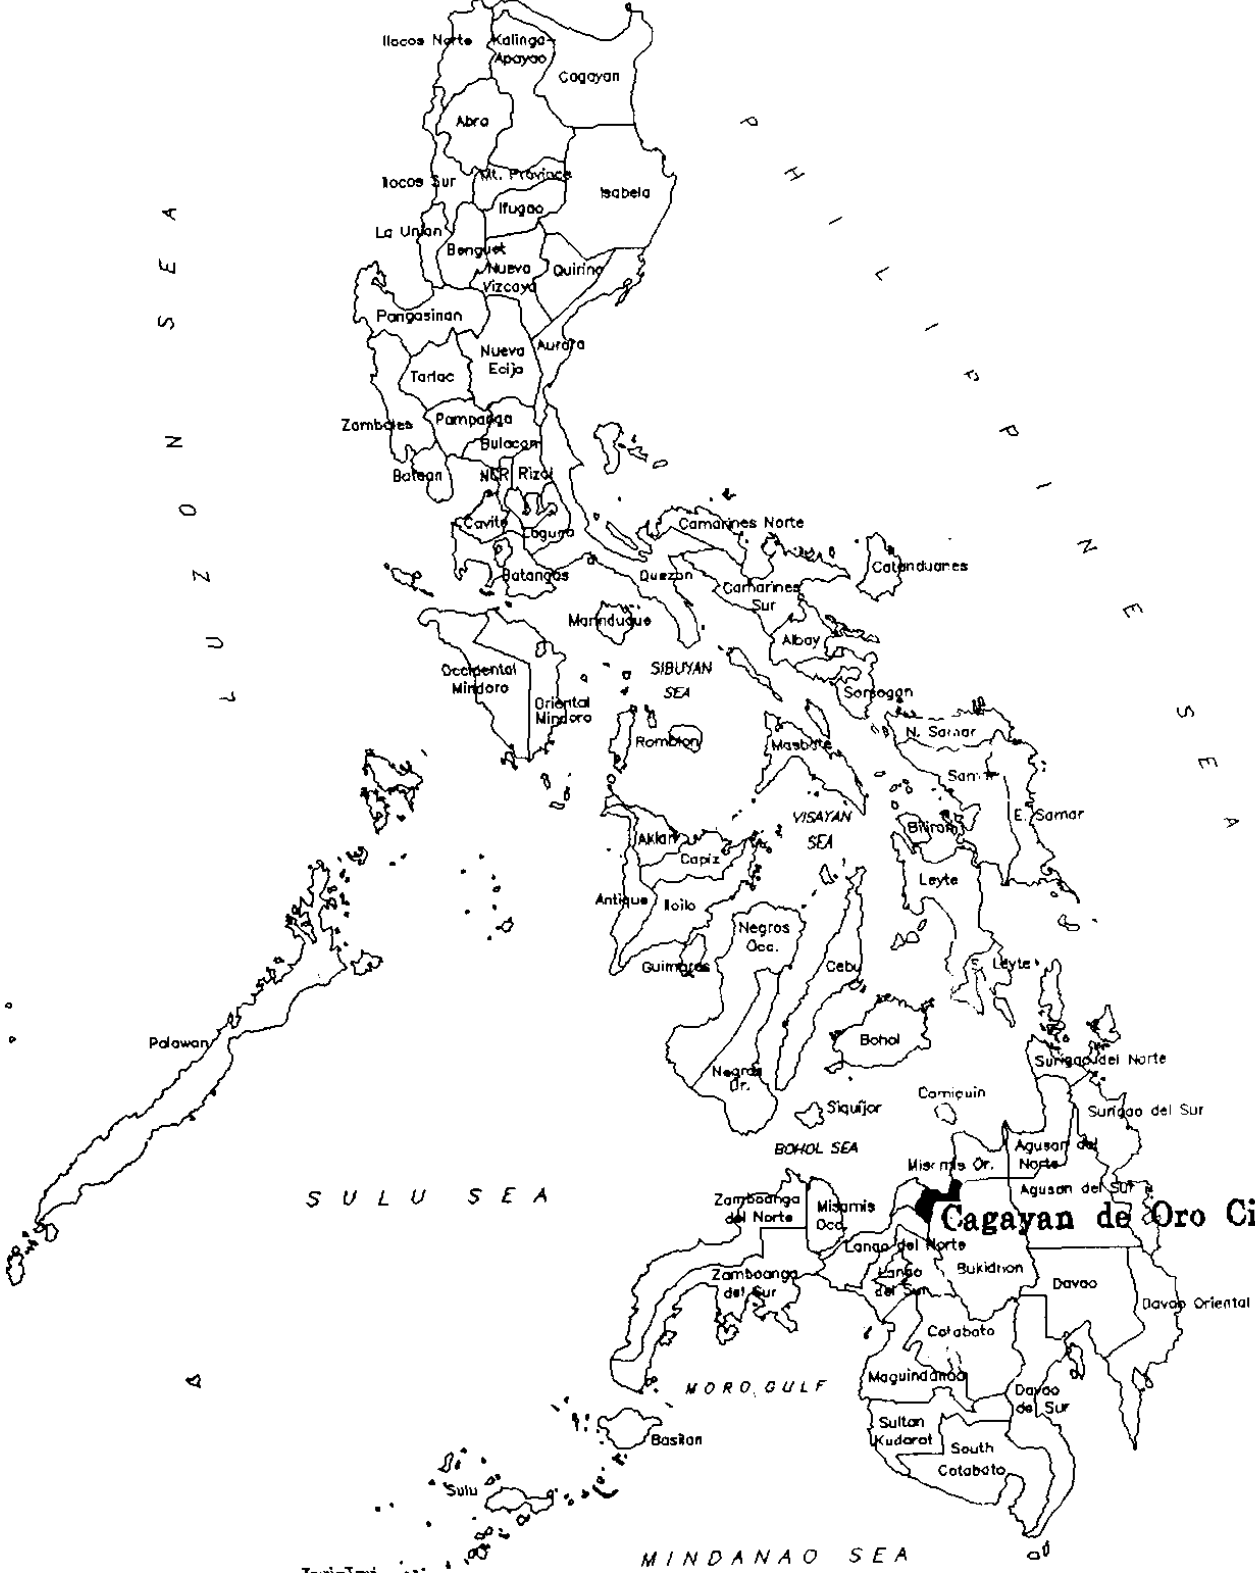 Ilocos Norte
Kalinga-
Apayao
Cagayan
Abra
Ilocos Sur
Mt. Province
Ifugao
Isabela
La Union
Benguet
Nueva
Vizcaya
Quirino
Pangasinan
Nueva
Ecija
Aurora
Tarlac
Zambales
Pampanga
Bulacan
Bataan
NCR
Rizal
Cavite
Laguna
Batangas
Quezon
Camarines Norte
Camarines
Sur
Catanduanes
Albay
Marinduque
Occidental
Mindoro
Oriental
Mindoro
SIBUYAN
SEA
Sorsogon
Romblon
Masbate
N. Samar
Samar
E. Samar
VISAYAN
SEA
Biliran
Aklan
Capiz
Antique
Iloilo
Leyte
Negros
Occ.
Guimaras
Cebu
S. Leyte
Palawan
Bohol
Negros
Or.
Siquijor
Camiguin
Surigao del Norte
Surigao del Sur
BOHOL SEA
Agusan del
Norte
Misamis Or.
Agusan del Sur
SULU SEA
Zamboanga
del Norte
Misamis
Occ.
Cagayan de Oro Ci
Lanao del Norte
Lanao
del Sur
Bukidnon
Zamboanga
del Sur
Davao
Davao Oriental
Cotabato
MORO GULF
Maguindanao
Davao
del Sur
Sultan
Kudarat
South
Cotabato
Basilan
Sulu
MINDANAO SEA
Tawi-Tawi
LUZON SEA
PHILIPPINE SEA